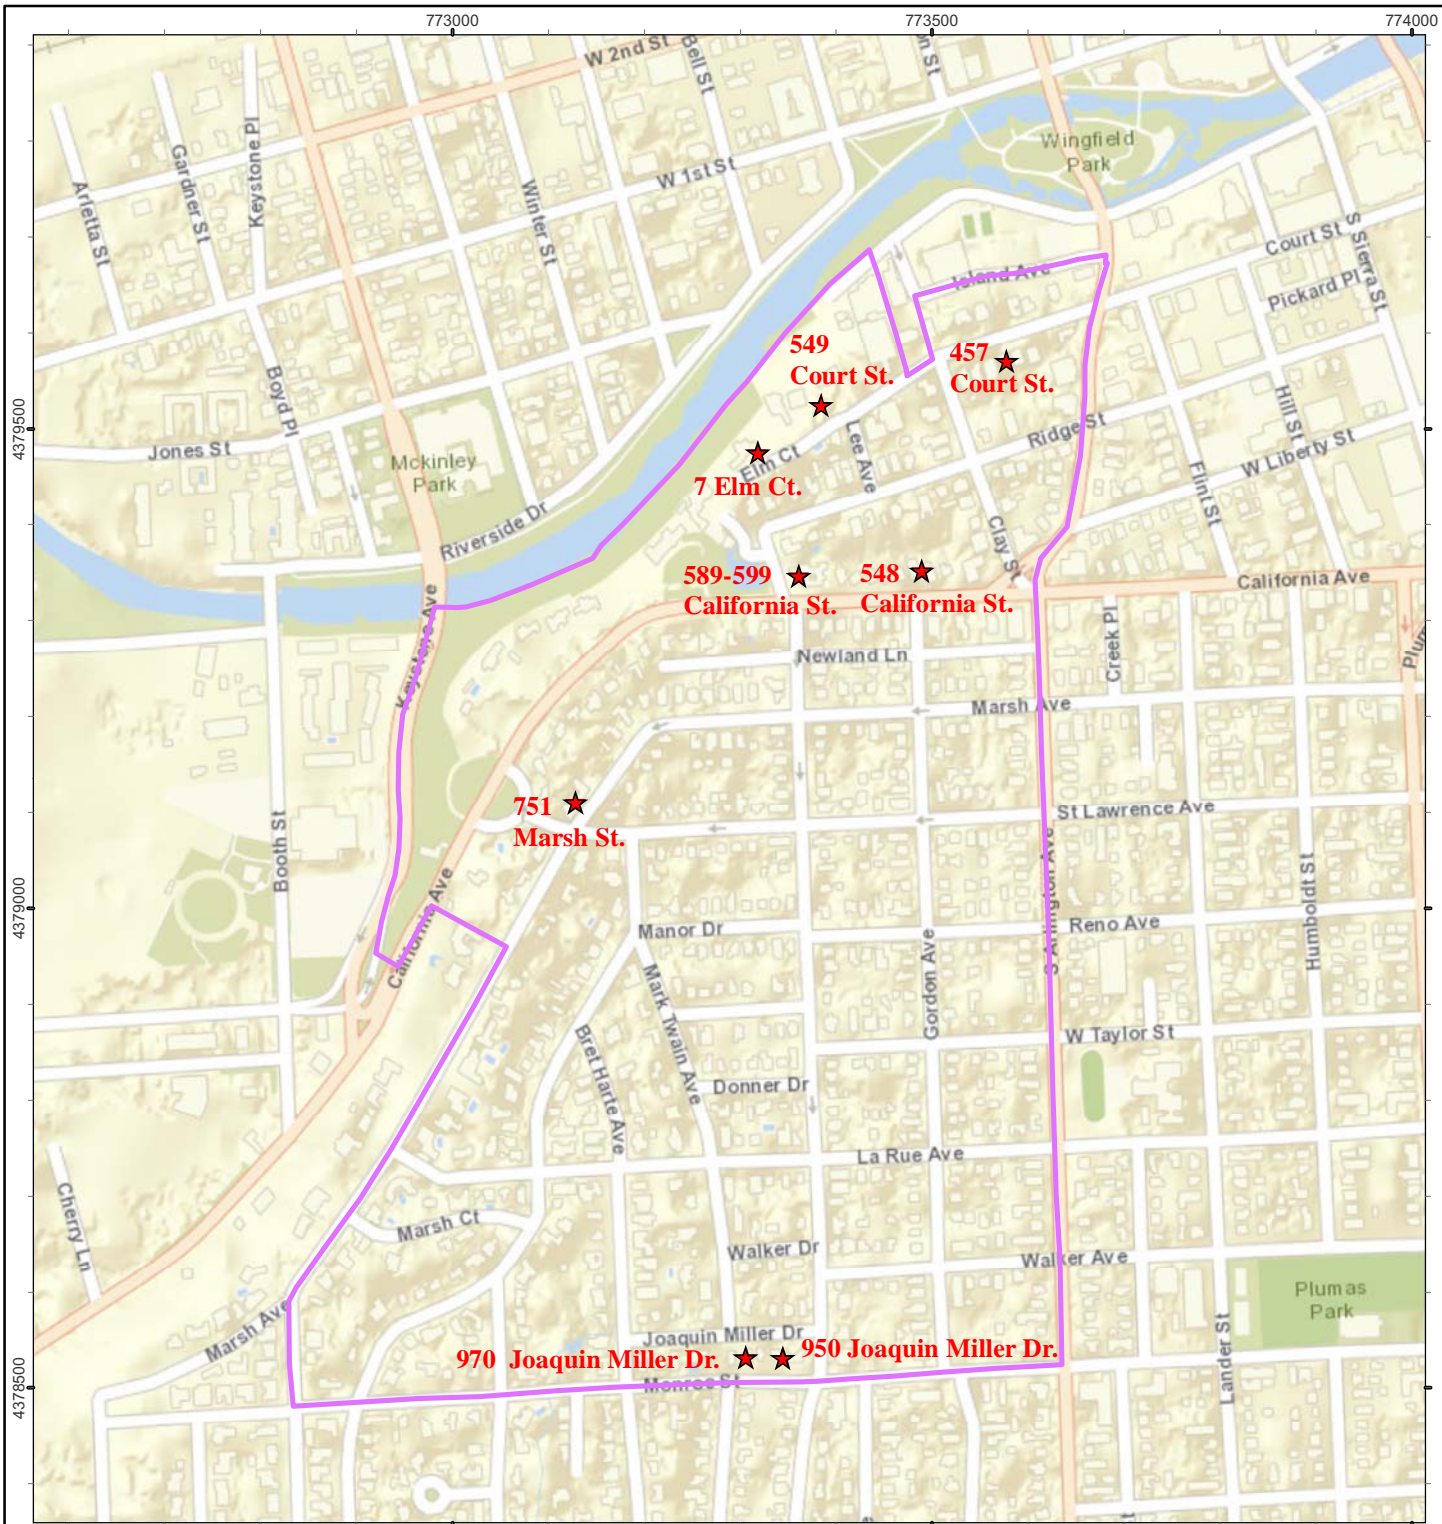 773000
773500
774000
W 2nd St
Bell St
on St
Wingfield
Park
Keystone Pl
Gardner St
Arletta St
W 1st St
Winter St
Court St
S Sierra St
Pickard Pl
Island Ave
549
Court St.
457
Court St.
Boyd Pl
Hill St
4379500
Jones St
Mckinley
Park
Elm Ct
Lee Ave
Ridge St
W Liberty St
7 Elm Ct.
Flint St
Riverside Dr
Clay St
589-599
California St.
548
California St.
California Ave
Keystone Ave
Newland Ln
Creek Pl
Plum
Marsh Ave
751
Marsh St.
St Lawrence Ave
Booth St
S Arlington Ave
Humboldt St
4379000
California Ave
Manor Dr
Reno Ave
Gordon Ave
Mark Twain Ave
W Taylor St
Bret Harte Ave
Donner Dr
La Rue Ave
Cherry Ln
Marsh Ct
Walker Dr
Walker Ave
Plumas
Park
Marsh Ave
Joaquin Miller Dr
970 Joaquin Miller Dr.
950 Joaquin Miller Dr.
Lander St
4378500
Monroe St